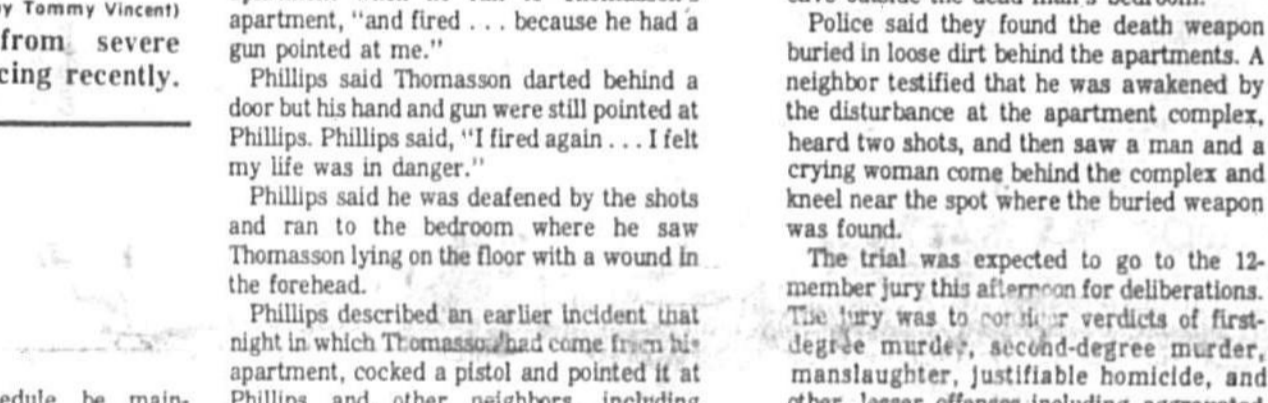 y Tommy Vincent)
from severe
cing recently.
edule be main-
apartment, "and fired . . . because he had a
gun pointed at me."
Phillips said Thomasson darted behind a
door but his hand and gun were still pointed at
Phillips. Phillips said, "I fired again . . . I felt
my life was in danger."
Phillips said he was deafened by the shots
and ran to the bedroom where he saw
Thomasson lying on the floor with a wound in
the forehead.
Phillips described an earlier incident that
night in which Thomasson had come from his
apartment, cocked a pistol and pointed it at
Phillips and other neighbors, including
Police said they found the death weapon
buried in loose dirt behind the apartments. A
neighbor testified that he was awakened by
the disturbance at the apartment complex,
heard two shots, and then saw a man and a
crying woman come behind the complex and
kneel near the spot where the buried weapon
was found.
The trial was expected to go to the 12-
member jury this afternoon for deliberations.
The jury was to consider verdicts of first-
degree murder, second-degree murder,
manslaughter, justifiable homicide, and
other lesser offenses including aggravated